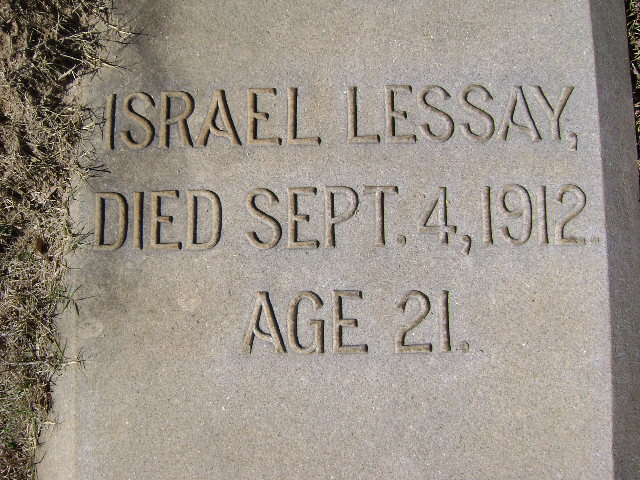 ISRAEL LESSAY,
DIED SEPT. 4, 1912.
AGE 21.